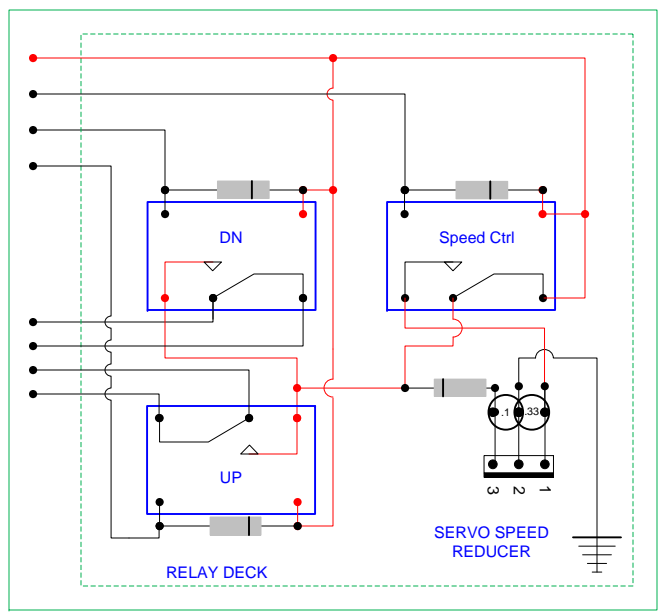 DN
Speed Ctrl
.1
.33
UP
3
2
1
SERVO SPEED
REDUCER
RELAY DECK